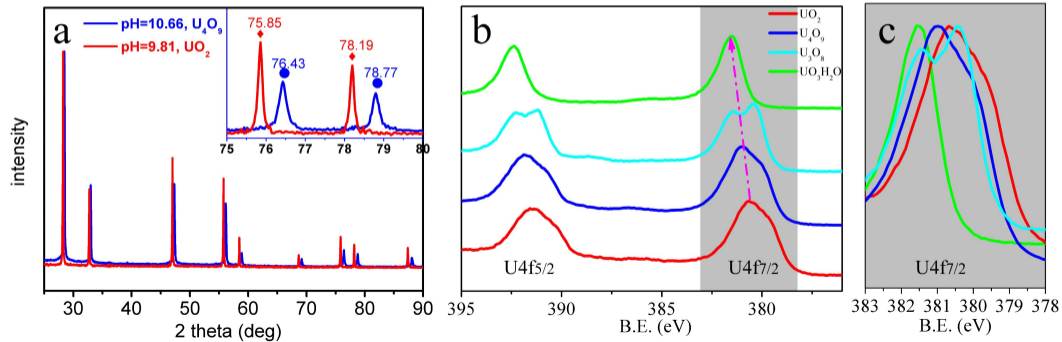 a
pH=10.66, U₄O₉
pH=9.81, UO₂
75.85
78.19
76.43
78.77
75 76 77 78 79 80
intensity
30 40 50 60 70 80 90
2 theta (deg)
b
UO₂
U₄O₉
U₃O₈
UO₃H₂O
U4f5/2
U4f7/2
395 390 385 380
B.E. (eV)
c
U4f7/2
383 382 381 380 379 378
B.E. (eV)